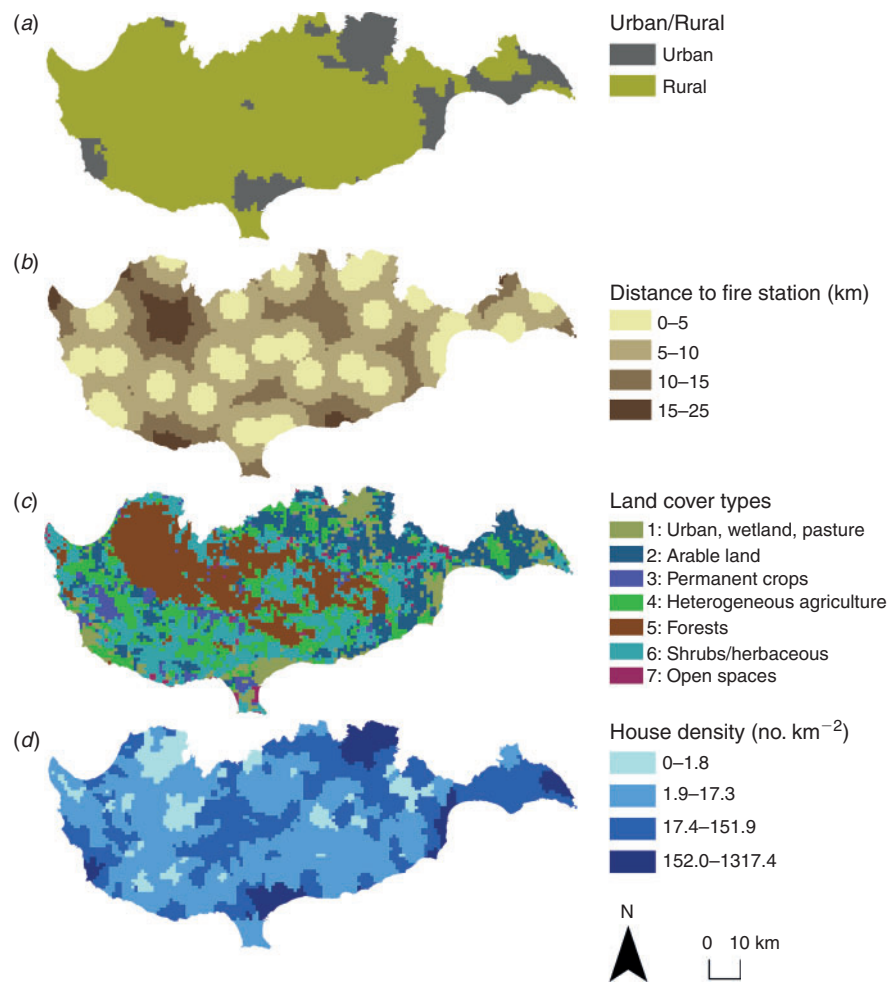 (a)
Urban/Rural
Urban
Rural
(b)
Distance to fire station (km)
0–5
5–10
10–15
15–25
(c)
Land cover types
1: Urban, wetland, pasture
2: Arable land
3: Permanent crops
4: Heterogeneous agriculture
5: Forests
6: Shrubs/herbaceous
7: Open spaces
(d)
House density (no. km⁻²)
0–1.8
1.9–17.3
17.4–151.9
152.0–1317.4
N
0 10 km